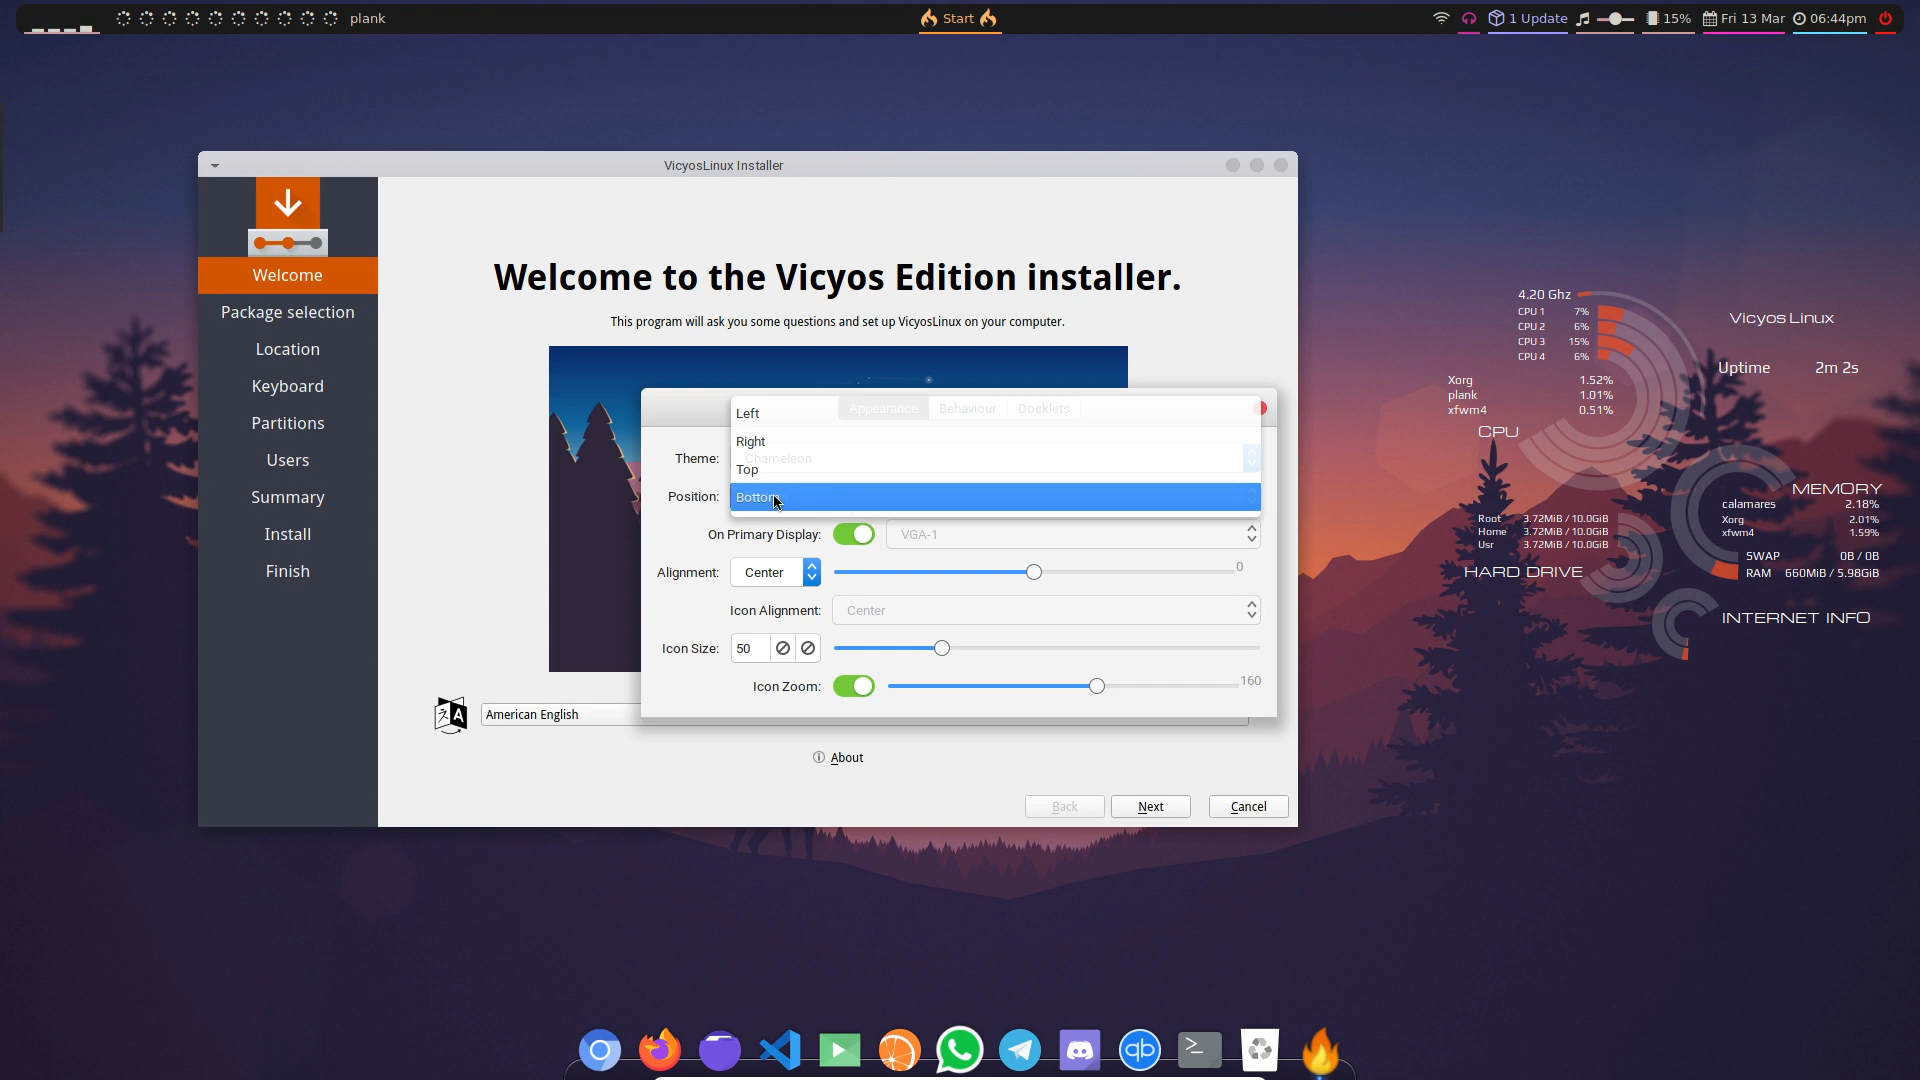 plank
Start
1 Update
15%
Fri 13 Mar
06:44pm
VicyosLinux Installer
Welcome
Package selection
Location
Keyboard
Partitions
Users
Summary
Install
Finish
Welcome to the Vicyos Edition installer.
This program will ask you some questions and set up VicyosLinux on your computer.
Appearance
Behaviour
Docklets
Left
Right
Theme:
Chameleon
Top
Position:
Bottom
On Primary Display:
VGA-1
Alignment:
Center
0
Icon Alignment:
Center
Icon Size:
50
Icon Zoom:
160
American English
About
Back
Next
Cancel
4.20 Ghz
CPU 1 7%
CPU 2 6%
CPU 3 15%
CPU 4 6%
Xorg 1.52%
plank 1.01%
xfwm4 0.51%
CPU
Vicyos Linux
Uptime 2m 2s
MEMORY
calamares 2.18%
Xorg 2.01%
xfwm4 1.59%
SWAP 0B / 0B
RAM 660MiB / 5.98GiB
Root 3.72MiB / 10.0GiB
Home 3.72MiB / 10.0GiB
Usr 3.72MiB / 10.0GiB
HARD DRIVE
INTERNET INFO
qb